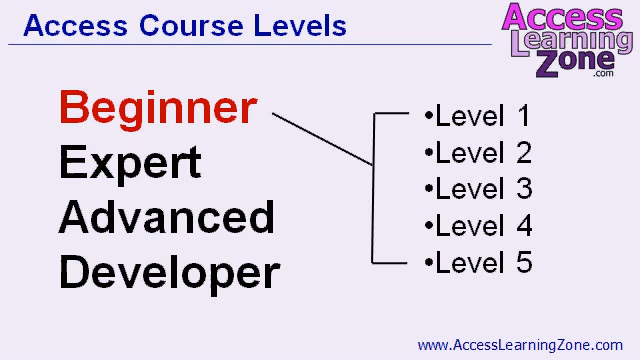 Access Course Levels
Access
Learning
Zone
.com
Beginner
Expert
Advanced
Developer
•Level 1
•Level 2
•Level 3
•Level 4
•Level 5
www.AccessLearningZone.com